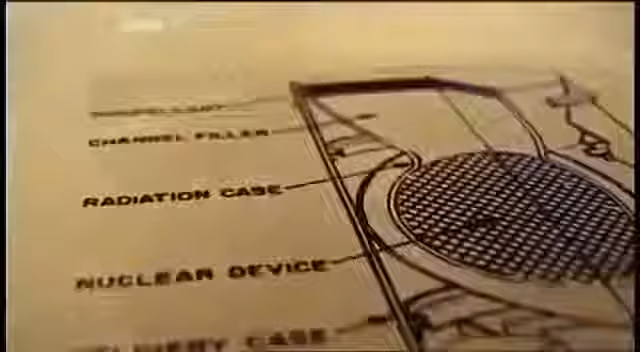 CHANNEL FILLER
RADIATION CASE
NUCLEAR DEVICE
CASE